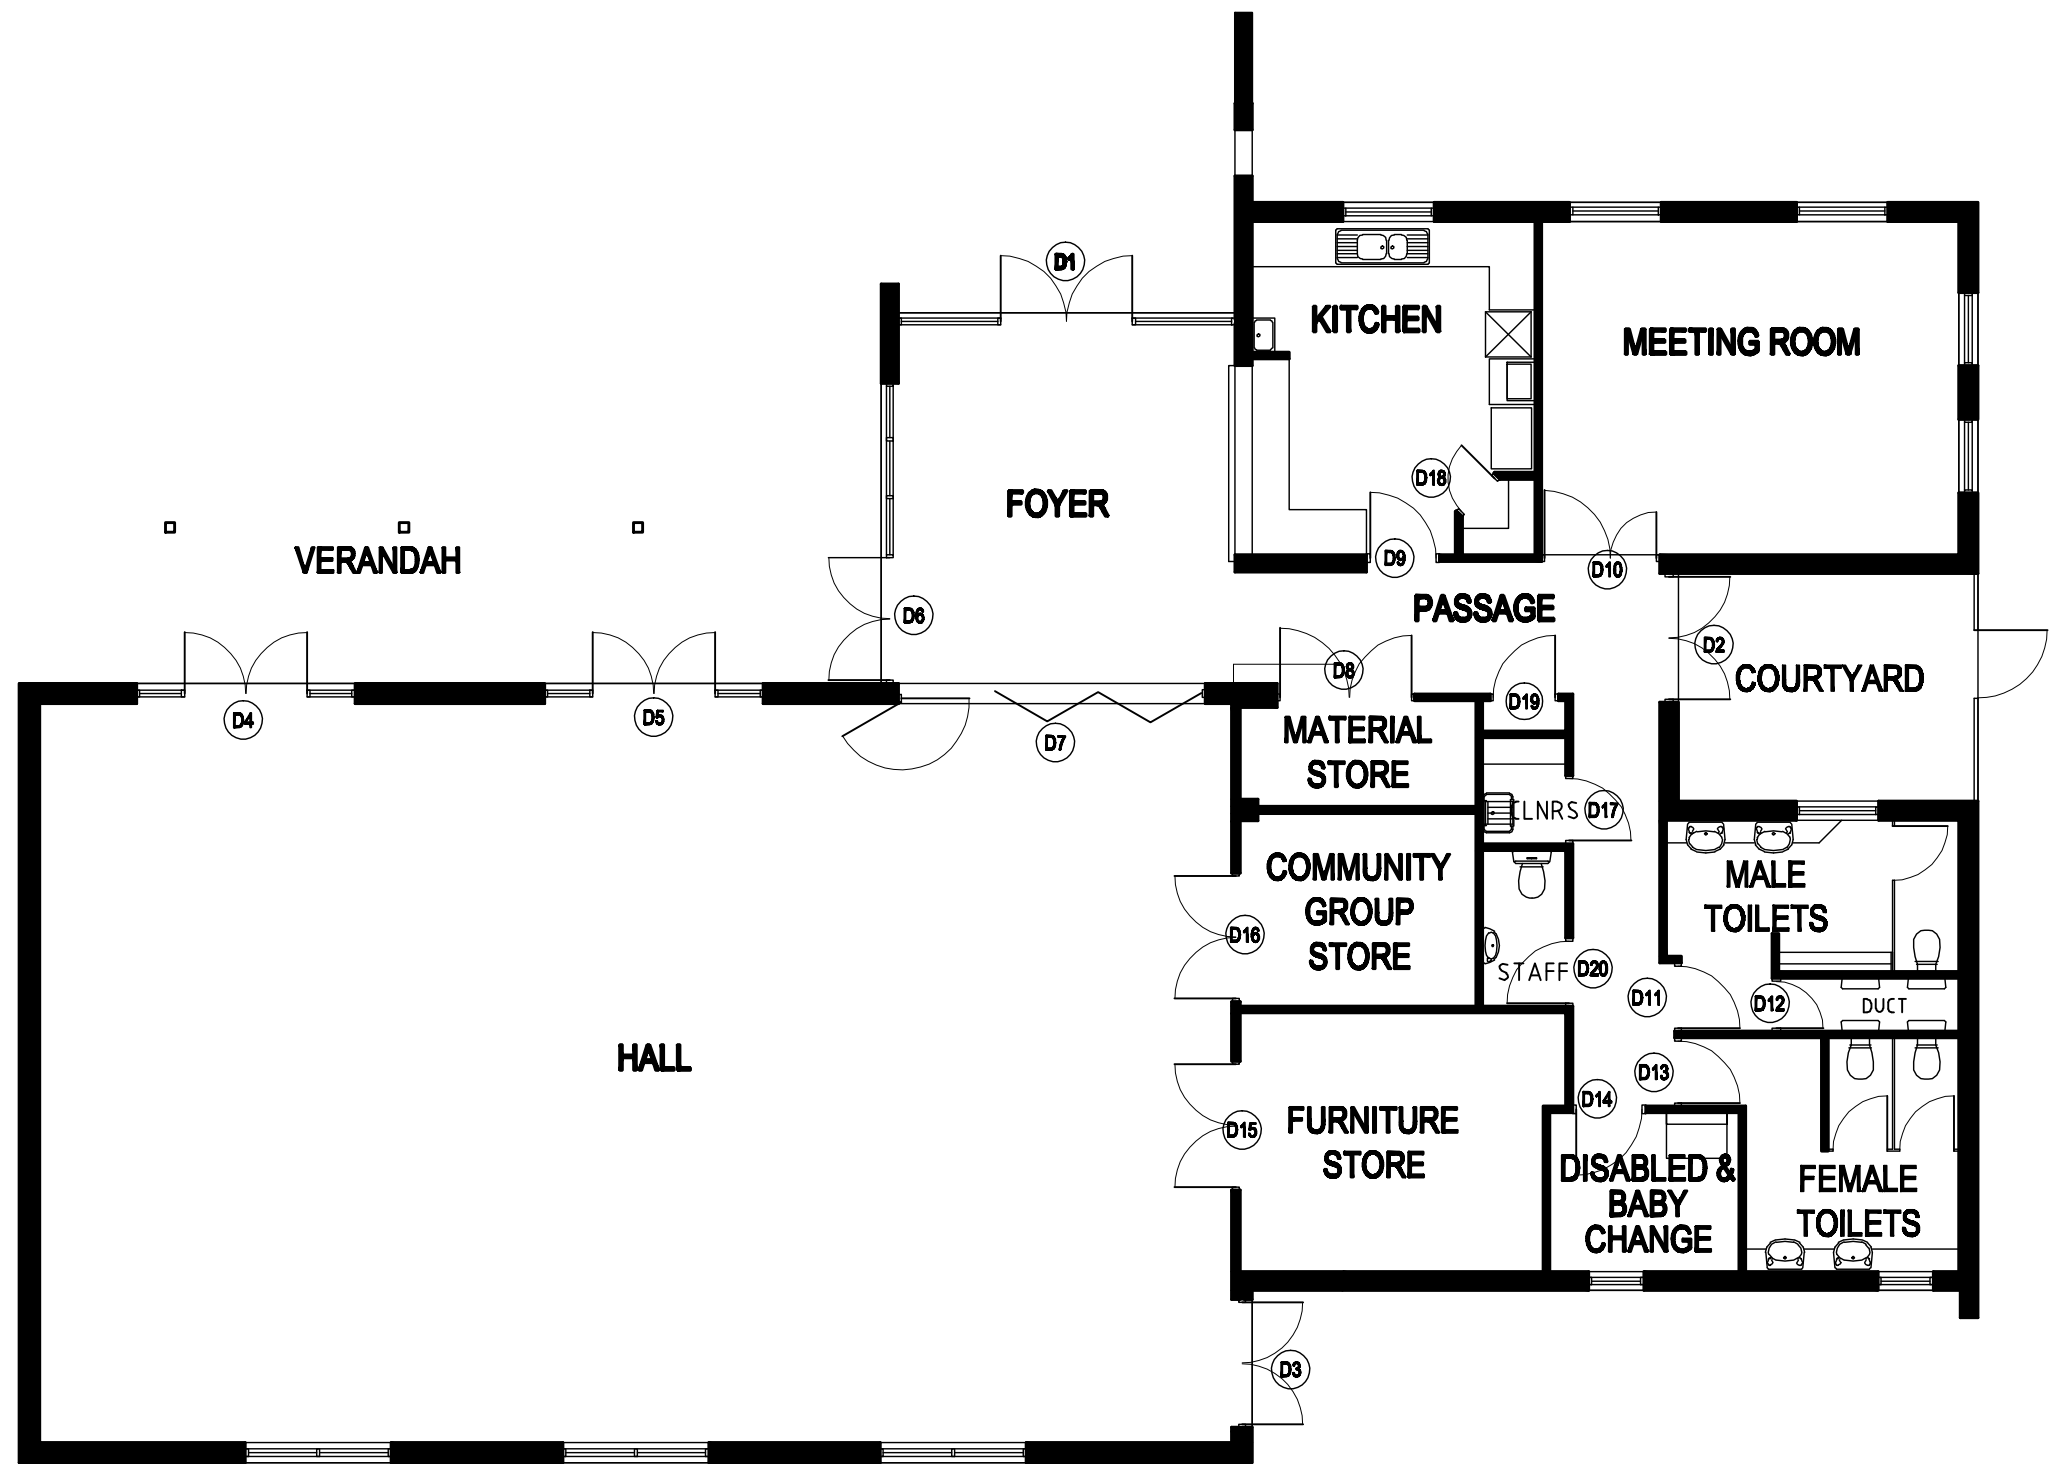 D1
KITCHEN
MEETING ROOM
D18
FOYER
VERANDAH
D9
D10
PASSAGE
D6
D2
D8
COURTYARD
D4
D5
D19
D7
MATERIAL
STORE
CLNRS
D17
COMMUNITY
GROUP
STORE
MALE
TOILETS
D16
STAFF
D20
D11
D12
DUCT
HALL
D13
D14
FURNITURE
STORE
D15
DISABLED &
BABY
CHANGE
FEMALE
TOILETS
D3